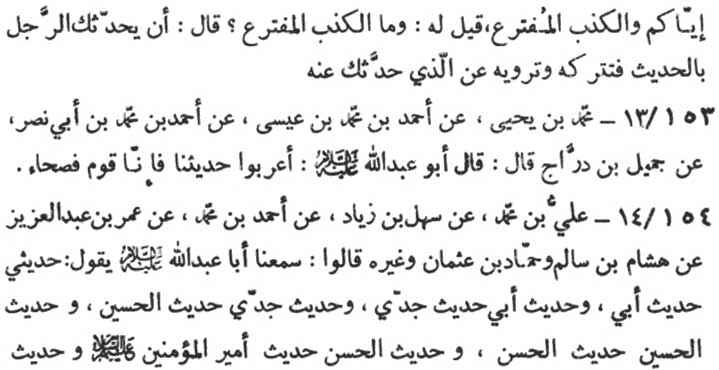 إيّاكم والكذب المُفترع، قيل له : وما الكذب المفترع ؟ قال : أن يحدّثك الرَّجل
بالحديث فتتركه وترويه عن الّذي حدَّثك عنه
١٣/١٥٣ ـ محمّد بن يحيى ، عن أحمد بن محمّد بن عيسى ، عن أحمدبن محمّد بن أبي نصر،
عن جميل بن درَّاج قال : قال أبو عبدالله عليه السلام : أعربوا حديثنا فإنّا قوم فصحاء .
١٤/١٥٤ ـ عليُّ بن محمّد ، عن سهل بن زياد ، عن أحمد بن محمّد ، عن عمر بن عبدالعزيز
عن هشام بن سالم وحمّادبن عثمان وغيره قالوا : سمعنا أبا عبدالله عليه السلام يقول: حديثي
حديث أبي ، وحديث أبي حديث جدّي ، وحديث جدّي حديث الحسين ، و حديث
الحسين حديث الحسن ، و حديث الحسن حديث أمير المؤمنين عليه السلام و حديث